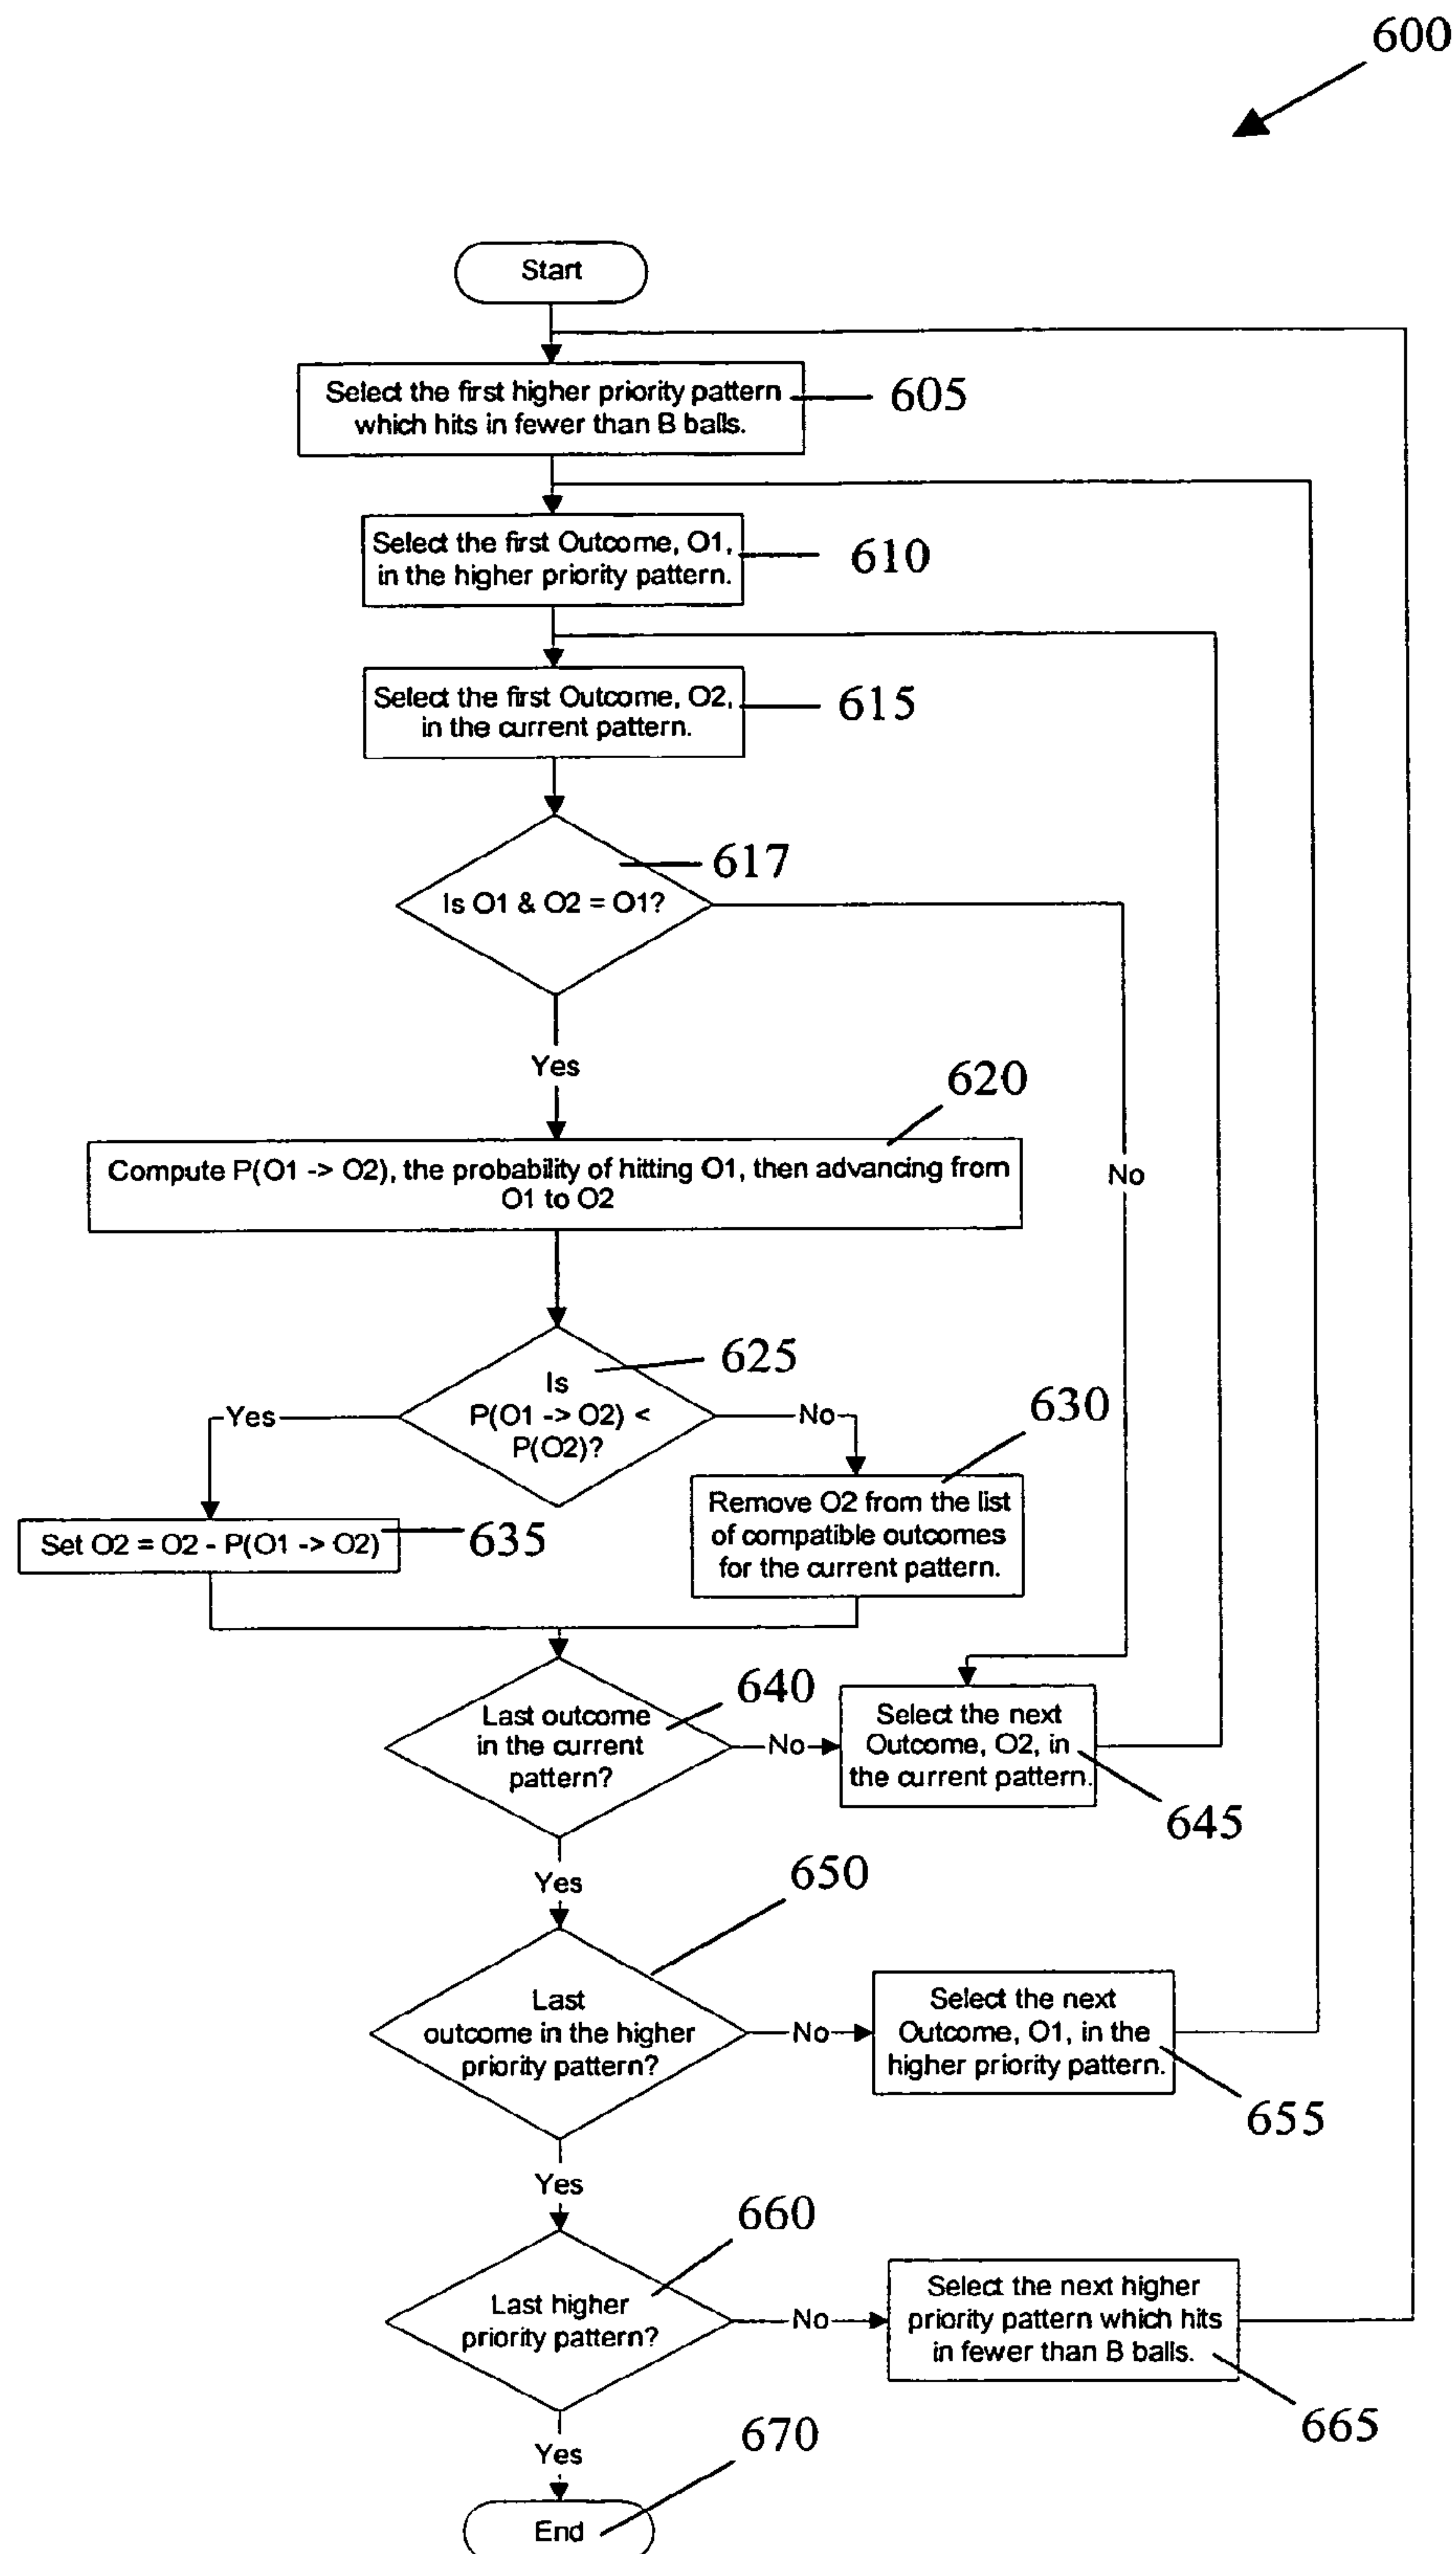 600
Start
Select the first higher priority pattern
which hits in fewer than B balls.
605
Select the first Outcome, O1,
in the higher priority pattern.
610
Select the first Outcome, O2,
in the current pattern.
615
617
Is O1 & O2 = O1?
Yes
No
620
Compute P(O1 -> O2), the probability of hitting O1, then advancing from
O1 to O2
625
Is
P(O1 -> O2) <
P(O2)?
Yes
No
630
Remove O2 from the list
of compatible outcomes
for the current pattern.
Set O2 = O2 - P(O1 -> O2)
635
640
Last outcome
in the current
pattern?
No
Select the next
Outcome, O2, in
the current pattern.
645
Yes
650
Last
outcome in the higher
priority pattern?
No
Select the next
Outcome, O1, in the
higher priority pattern.
655
Yes
660
Last higher
priority pattern?
No
Select the next higher
priority pattern which hits
in fewer than B balls.
665
Yes
670
End